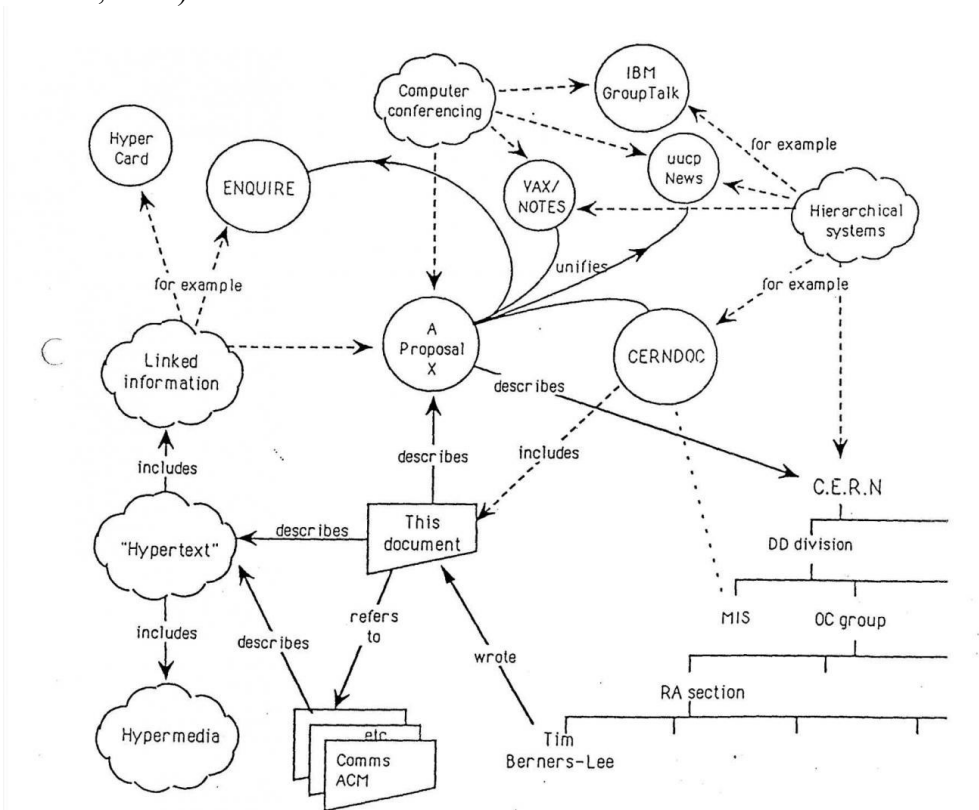 IBM
GroupTalk
Computer
conferencing
Hyper
Card
for example
uucp
News
ENQUIRE
VAX/
NOTES
Hierarchical
systems
unifies
for example
for example
A
Proposal
X
CERNDOC
Linked
information
describes
includes
describes
includes
C.E.R.N
This
document
describes
DD division
"Hypertext"
refers
to
MIS
OC group
includes
describes
wrote
RA section
Hypermedia
etc
Tim
Berners-Lee
Comms
ACM